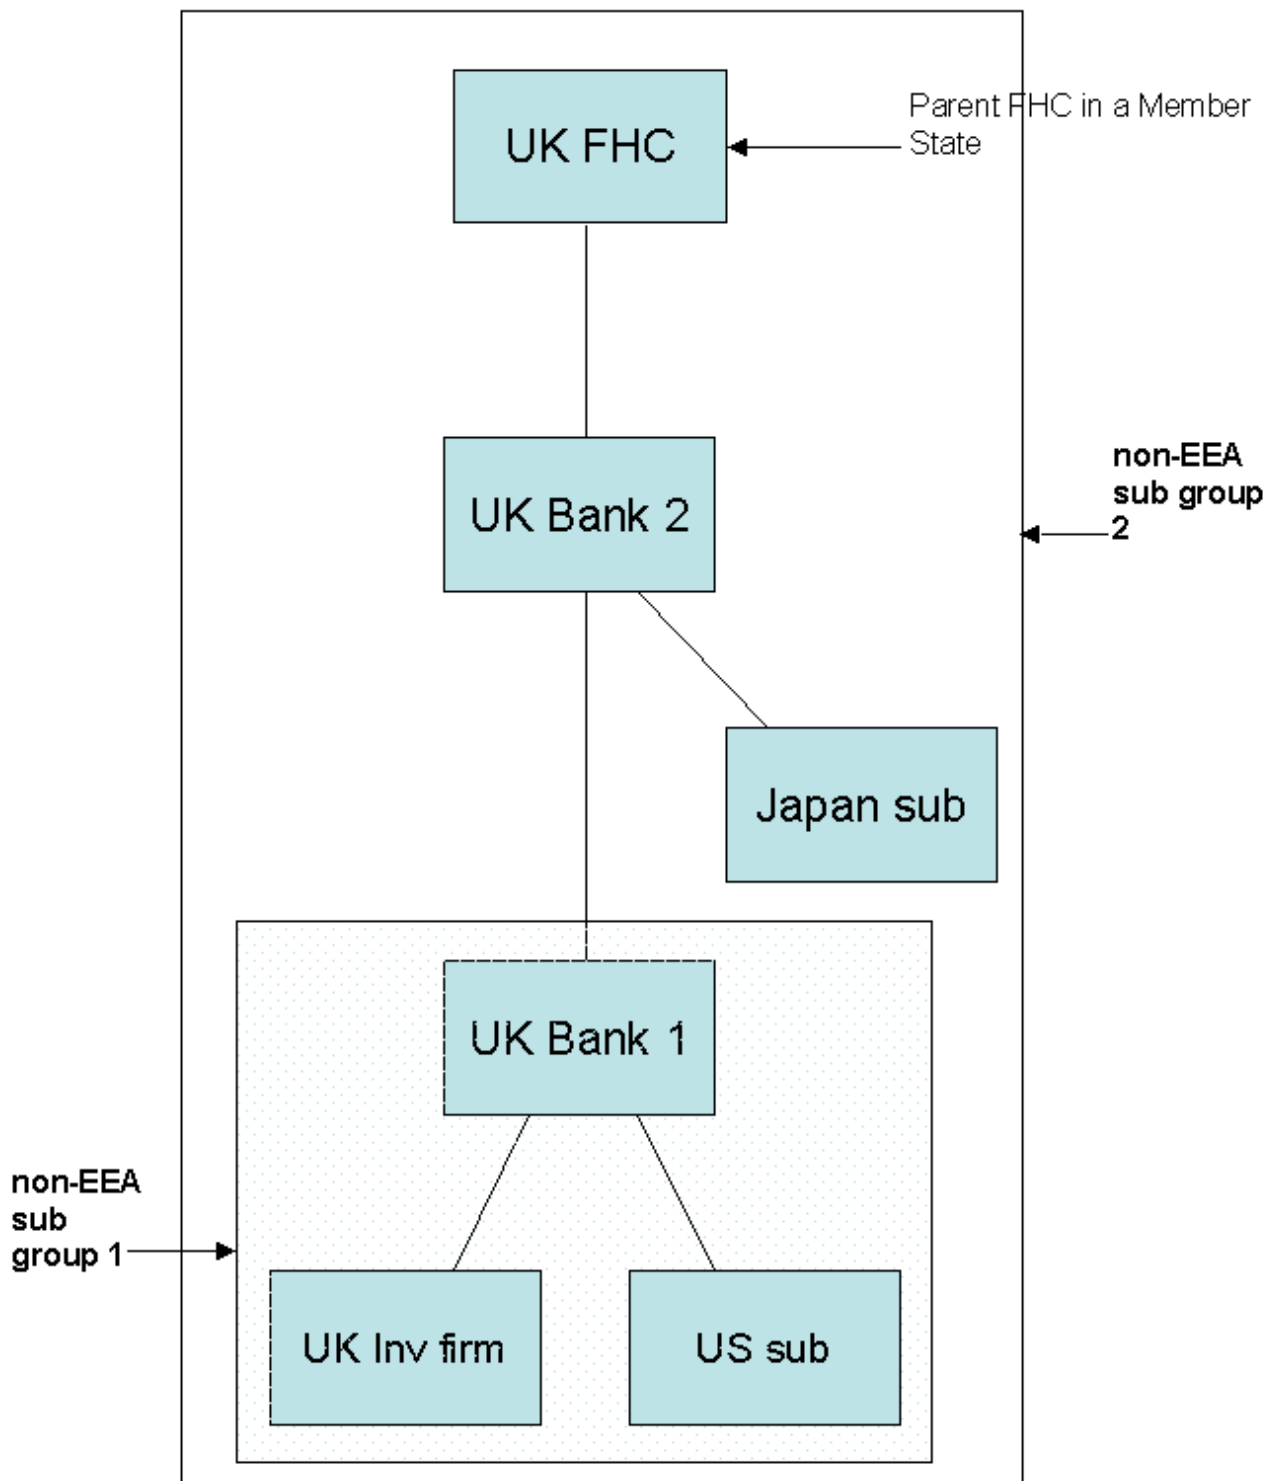 UK FHC
Parent FHC in a Member
State
UK Bank 2
non-EEA
sub group
2
Japan sub
UK Bank 1
non-EEA
sub
group 1
UK Inv firm
US sub